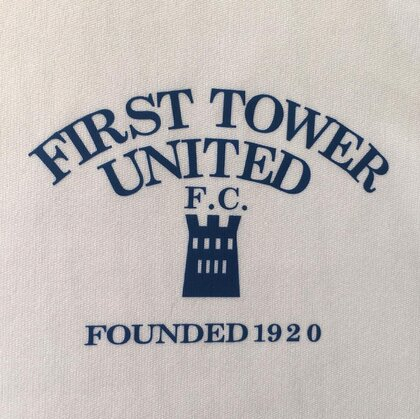 FIRST TOWER
UNITED
F.C.
FOUNDED 1920